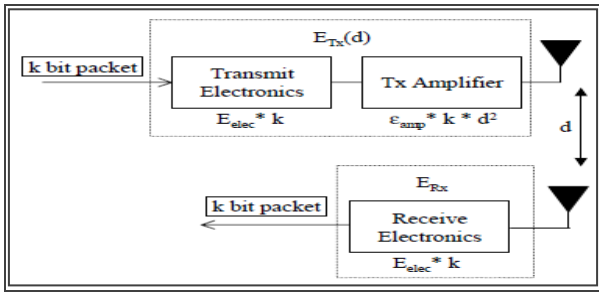 E_Tx(d)
k bit packet
Transmit
Electronics
Tx Amplifier
E_elec* k
ε_amp* k * d²
d
E_Rx
k bit packet
Receive
Electronics
E_elec* k